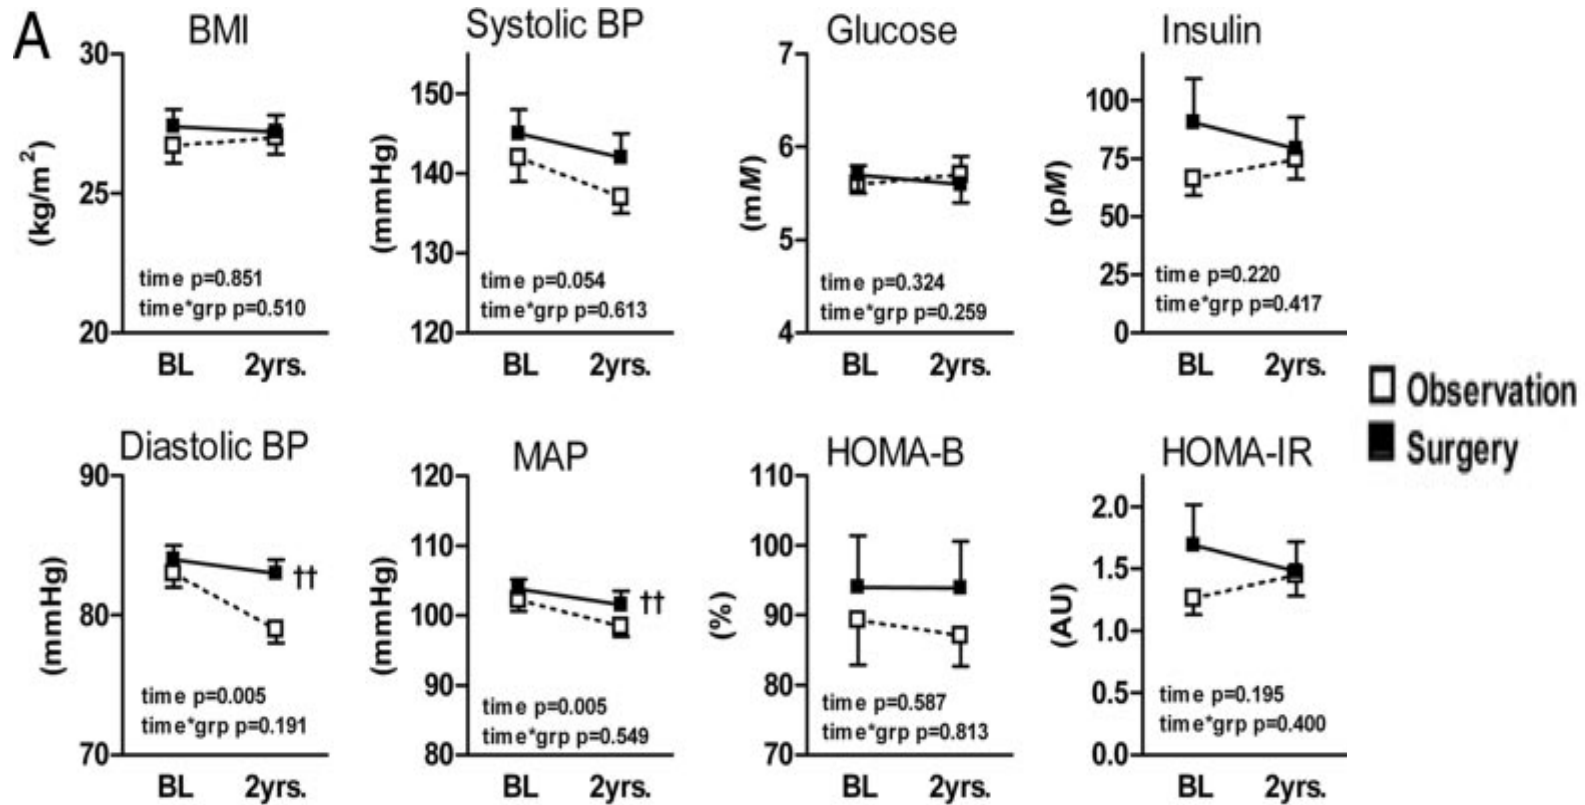 A
BMI
30
25
20
(kg/m²)
time p=0.851
time*grp p=0.510
BL 2yrs.
Systolic BP
150
140
130
120
(mmHg)
time p=0.054
time*grp p=0.613
BL 2yrs.
Glucose
7
6
5
4
(mM)
time p=0.324
time*grp p=0.259
BL 2yrs.
Insulin
100
75
50
25
0
(pM)
time p=0.220
time*grp p=0.417
BL 2yrs.
Observation
Surgery
Diastolic BP
90
80
70
(mmHg)
††
time p=0.005
time*grp p=0.191
BL 2yrs.
MAP
120
110
100
90
80
(mmHg)
††
time p=0.005
time*grp p=0.549
BL 2yrs.
HOMA-B
110
100
90
80
70
(%)
time p=0.587
time*grp p=0.813
BL 2yrs.
HOMA-IR
2.0
1.5
1.0
0.5
0.0
(AU)
time p=0.195
time*grp p=0.400
BL 2yrs.